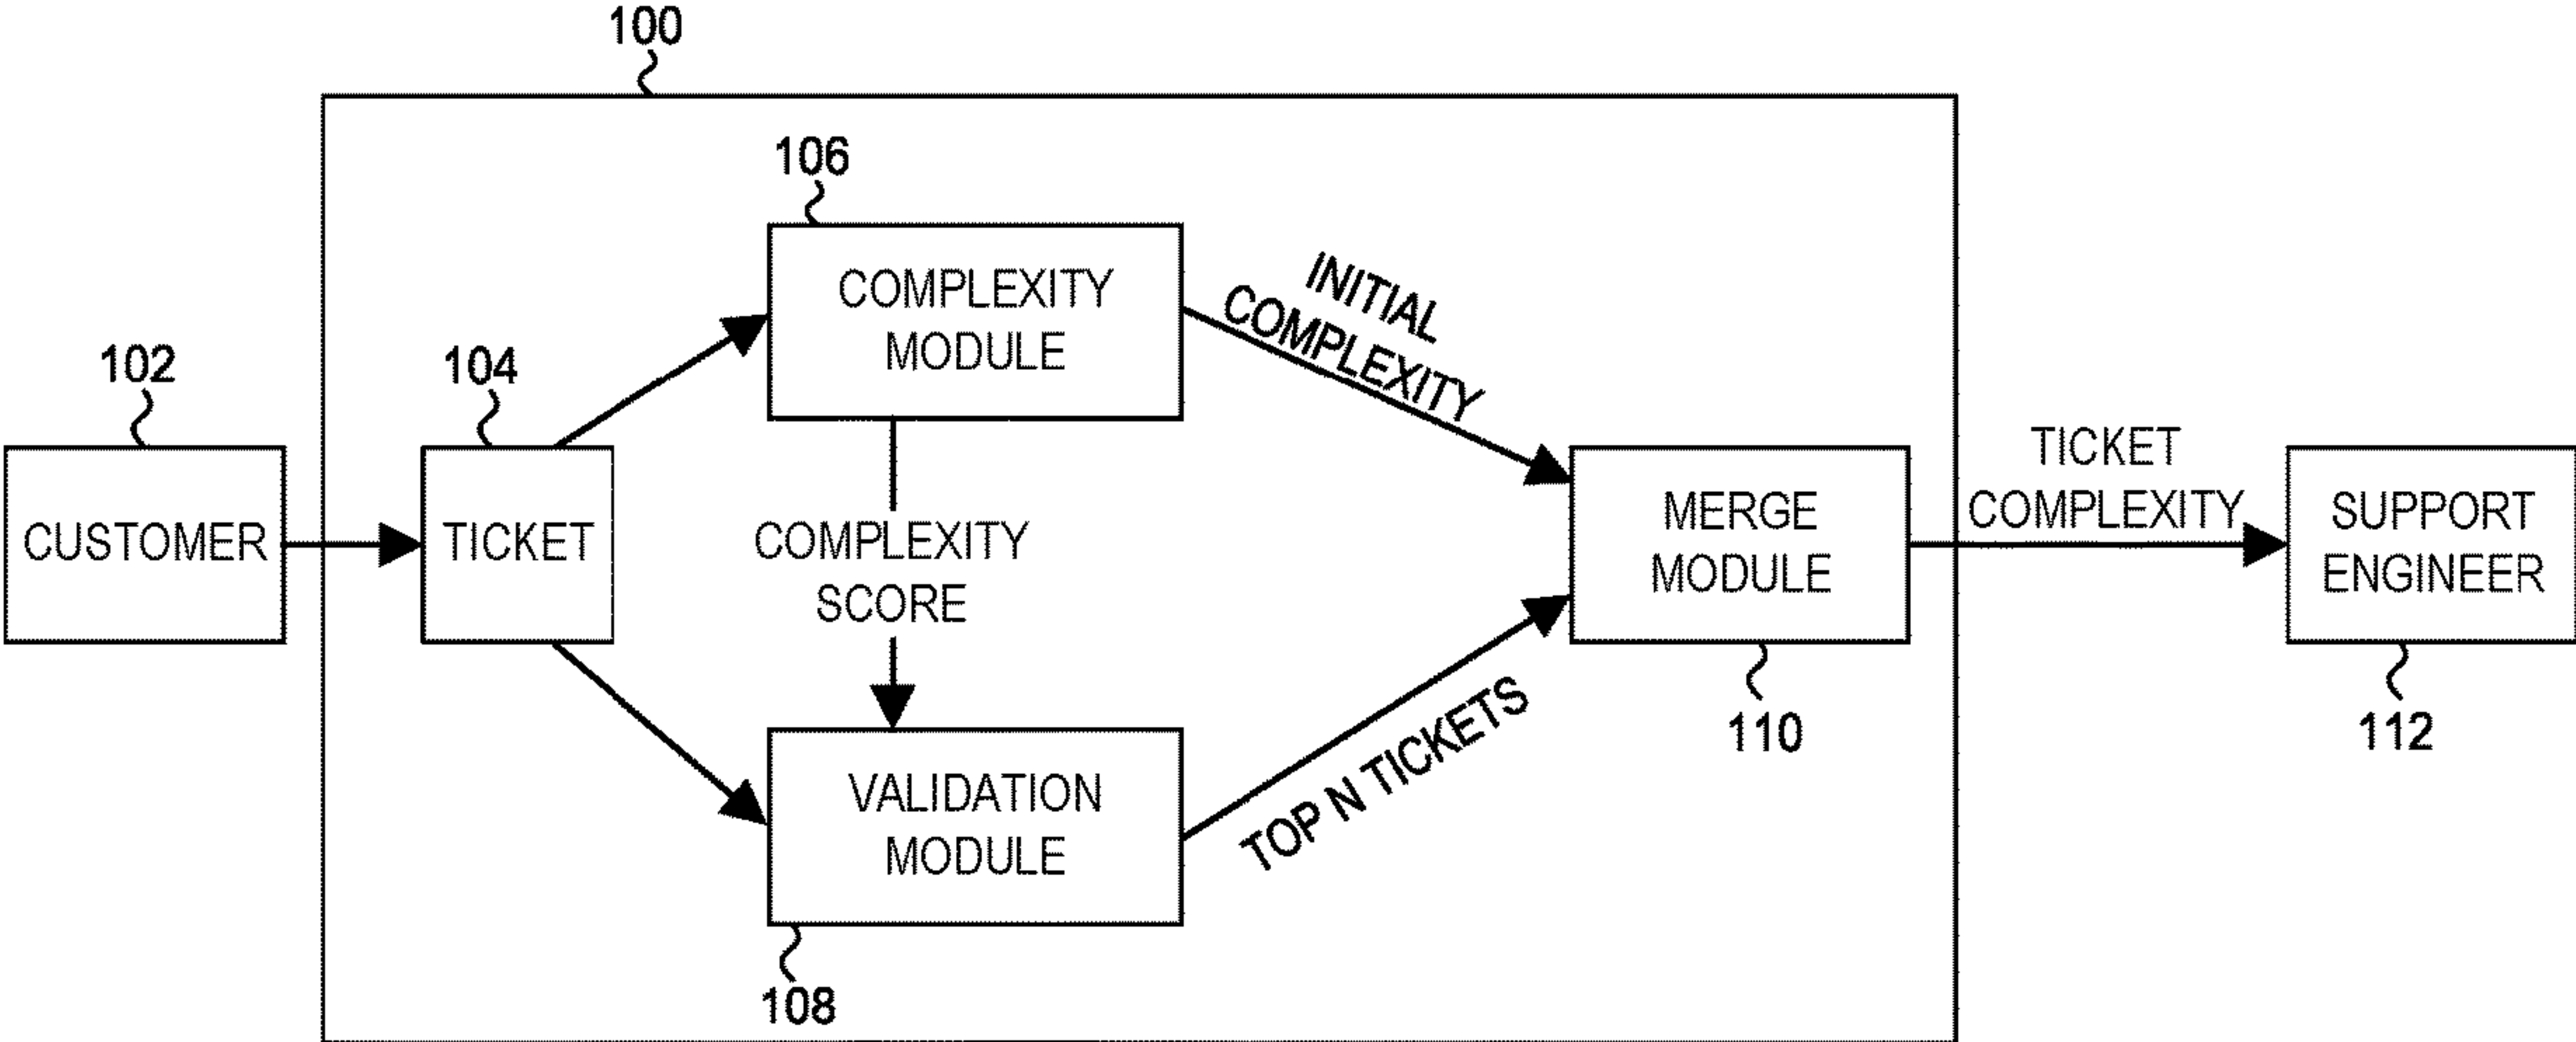 100
106
COMPLEXITY
MODULE
INITIAL
COMPLEXITY
102
104
CUSTOMER
TICKET
COMPLEXITY
SCORE
MERGE
MODULE
110
TICKET
COMPLEXITY
SUPPORT
ENGINEER
112
VALIDATION
MODULE
TOP N TICKETS
108